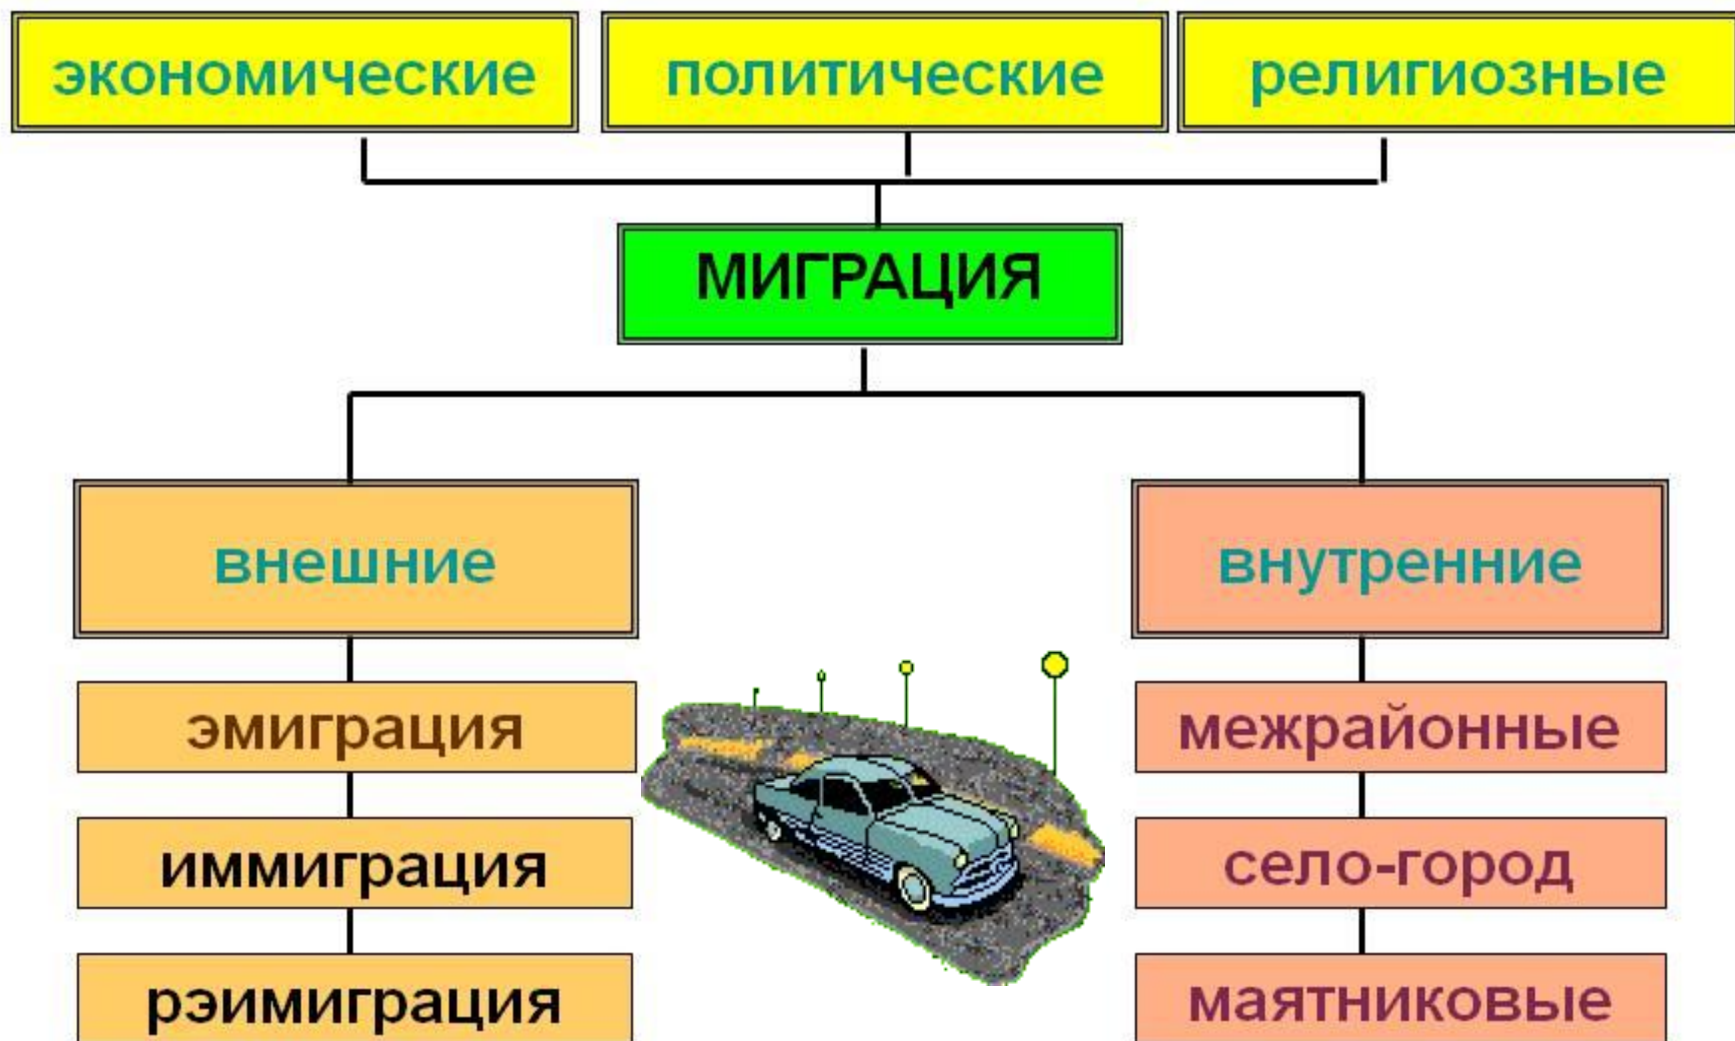 экономические
политические
религиозные
МИГРАЦИЯ
внешние
внутренние
эмиграция
межрайонные
иммиграция
село-город
рэимиграция
маятниковые